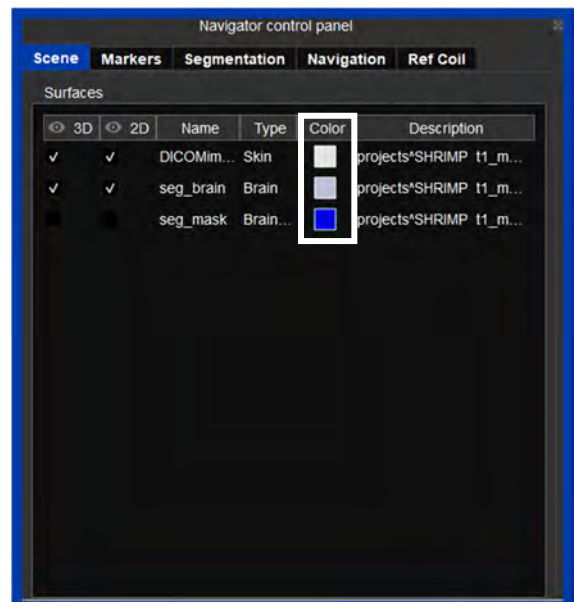 Navigator control panel
Scene Markers Segmentation Navigation Ref Coil
Surfaces
3D 2D Name Type Color Description
DICOMim... Skin projects^SHRIMP t1_m...
seg_brain Brain projects^SHRIMP t1_m...
seg_mask Brain... projects^SHRIMP t1_m...